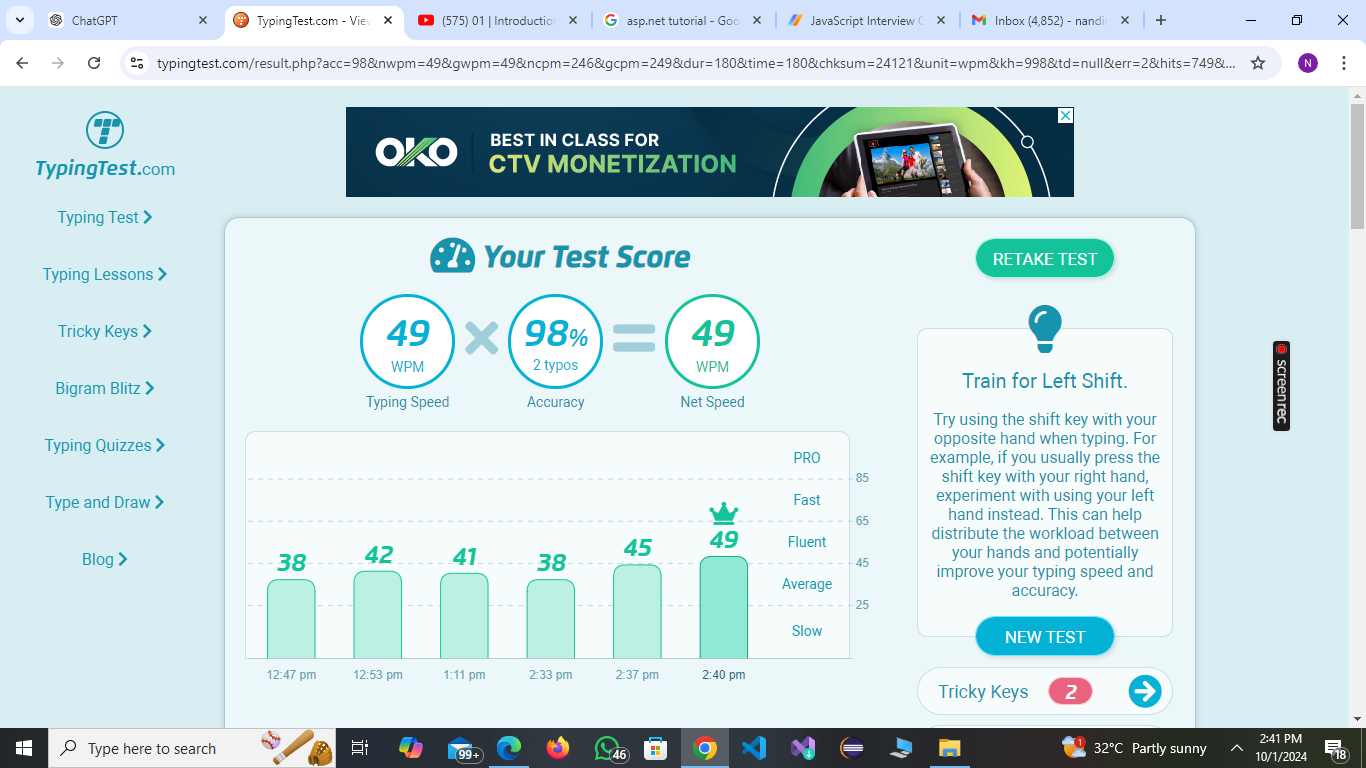 ChatGPT
TypingTest.com - View
(575) 01 | Introduction
asp.net tutorial - Goo
JavaScript Interview
Inbox (4,852) - nandi
typingtest.com/result.php?acc=98&nwpm=49&gwpm=49&ncpm=246&gcpm=249&dur=180&time=180&chksum=24121&unit=wpm&kh=998&td=null&err=2&hits=749&...
N
T
TypingTest.com
OKO
BEST IN CLASS FOR
CTV MONETIZATION
Typing Test
Typing Lessons
Tricky Keys
Bigram Blitz
Typing Quizzes
Type and Draw
Blog
Your Test Score
49
WPM
Typing Speed
98%
2 typos
Accuracy
49
WPM
Net Speed
PRO
85
Fast
65
Fluent
45
Average
25
Slow
38
42
41
38
45
49
12:47 pm
12:53 pm
1:11 pm
2:33 pm
2:37 pm
2:40 pm
RETAKE TEST
Train for Left Shift.
Try using the shift key with your
opposite hand when typing. For
example, if you usually press the
shift key with your right hand,
experiment with using your left
hand instead. This can help
distribute the workload between
your hands and potentially
improve your typing speed and
accuracy.
NEW TEST
Tricky Keys
2
screenrec
Type here to search
99+
46
1
32°C Partly sunny
2:41 PM
10/1/2024
18